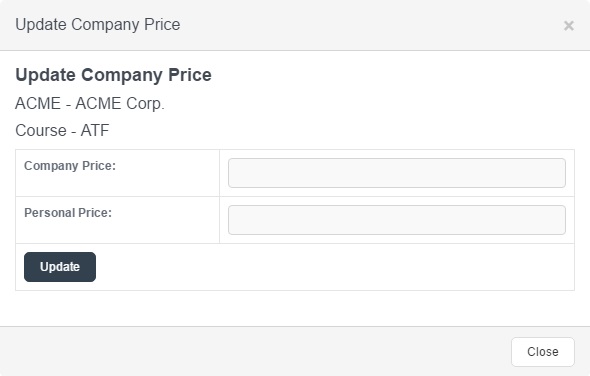 Update Company Price
×
Update Company Price
ACME - ACME Corp.
Course - ATF
Company Price:
Personal Price:
Update
Close